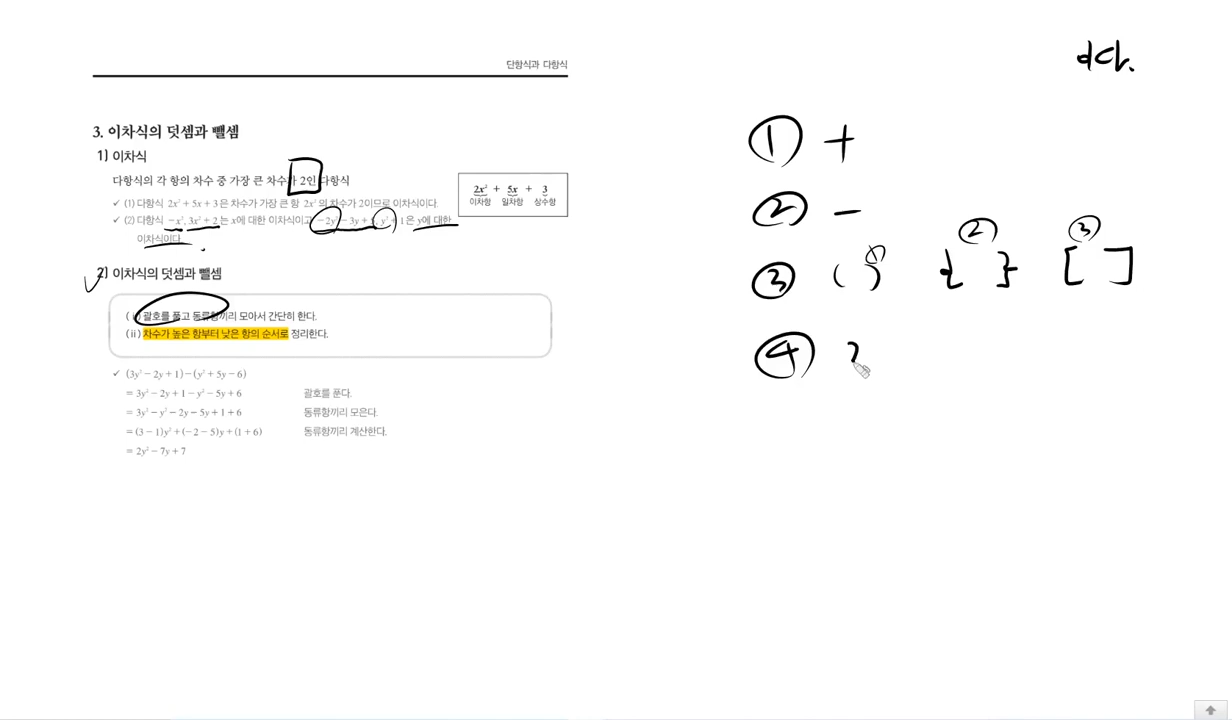 단항식과 다항식
3. 이차식의 덧셈과 뺄셈
1) 이차식
다항식의 각 항의 차수 중 가장 큰 차수가 2인 다항식
✓ (1) 다항식 2x² + 5x + 3은 차수가 가장 큰 항 2x²의 차수가 2이므로 이차식이다.
✓ (2) 다항식 −x², 3x² + 2는 x에 대한 이차식이고 −2y² − 3y + , y² + 1은 y에 대한
이차식이다.
2x² + 5x + 3
이차항 일차항 상수항
2) 이차식의 덧셈과 뺄셈
( i ) 괄호를 풀고 동류항끼리 모아서 간단히 한다.
(ii) 차수가 높은 항부터 낮은 항의 순서로 정리한다.
✓ (3y² − 2y + 1) − (y² + 5y − 6)
= 3y² − 2y + 1 − y² − 5y + 6 괄호를 푼다.
= 3y² − y² − 2y − 5y + 1 + 6 동류항끼리 모은다.
= (3 − 1)y² + (−2 − 5)y + (1 + 6) 동류항끼리 계산한다.
= 2y² − 7y + 7
① +
② −
③ ( ) ① { } ② [ ] ③
④